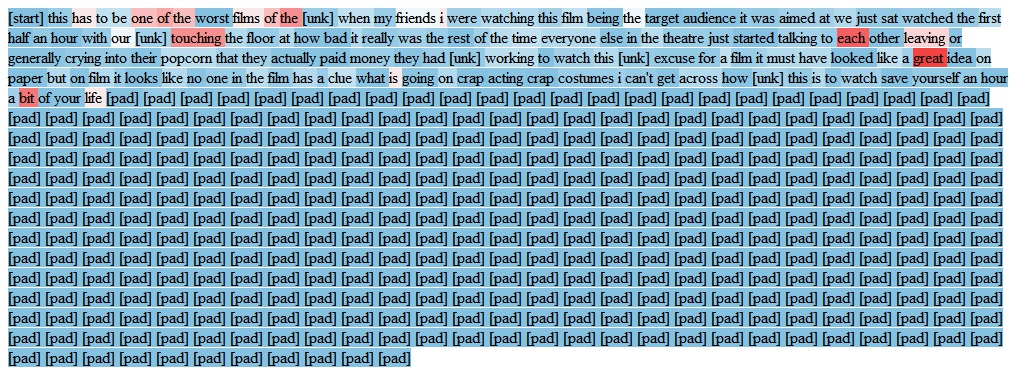 [start] this has to be one of the worst films of the [unk] when my friends i were watching this film being the target audience it was aimed at we just sat watched the first
half an hour with our [unk] touching the floor at how bad it really was the rest of the time everyone else in the theatre just started talking to each other leaving or
generally crying into their popcorn that they actually paid money they had [unk] working to watch this [unk] excuse for a film it must have looked like a great idea on
paper but on film it looks like no one in the film has a clue what is going on crap acting crap costumes i can't get across how [unk] this is to watch save yourself an hour
a bit of your life [pad] [pad] [pad] [pad] [pad] [pad] [pad] [pad] [pad] [pad] [pad] [pad] [pad] [pad] [pad] [pad] [pad] [pad] [pad] [pad] [pad] [pad] [pad] [pad]
[pad] [pad] [pad] [pad] [pad] [pad] [pad] [pad] [pad] [pad] [pad] [pad] [pad] [pad] [pad] [pad] [pad] [pad] [pad] [pad] [pad] [pad] [pad] [pad] [pad] [pad] [pad]
[pad] [pad] [pad] [pad] [pad] [pad] [pad] [pad] [pad] [pad] [pad] [pad] [pad] [pad] [pad] [pad] [pad] [pad] [pad] [pad] [pad] [pad] [pad] [pad] [pad] [pad] [pad]
[pad] [pad] [pad] [pad] [pad] [pad] [pad] [pad] [pad] [pad] [pad] [pad] [pad] [pad] [pad] [pad] [pad] [pad] [pad] [pad] [pad] [pad] [pad] [pad] [pad] [pad] [pad]
[pad] [pad] [pad] [pad] [pad] [pad] [pad] [pad] [pad] [pad] [pad] [pad] [pad] [pad] [pad] [pad] [pad] [pad] [pad] [pad] [pad] [pad] [pad] [pad] [pad] [pad] [pad]
[pad] [pad] [pad] [pad] [pad] [pad] [pad] [pad] [pad] [pad] [pad] [pad] [pad] [pad] [pad] [pad] [pad] [pad] [pad] [pad] [pad] [pad] [pad] [pad] [pad] [pad] [pad]
[pad] [pad] [pad] [pad] [pad] [pad] [pad] [pad] [pad] [pad] [pad] [pad] [pad] [pad] [pad] [pad] [pad] [pad] [pad] [pad] [pad] [pad] [pad] [pad] [pad] [pad] [pad]
[pad] [pad] [pad] [pad] [pad] [pad] [pad] [pad] [pad] [pad] [pad] [pad] [pad] [pad] [pad] [pad] [pad] [pad] [pad] [pad] [pad] [pad] [pad] [pad] [pad] [pad] [pad]
[pad] [pad] [pad] [pad] [pad] [pad] [pad] [pad] [pad] [pad] [pad] [pad] [pad] [pad] [pad] [pad] [pad] [pad] [pad] [pad] [pad] [pad] [pad] [pad] [pad] [pad] [pad]
[pad] [pad] [pad] [pad] [pad] [pad] [pad] [pad] [pad] [pad] [pad] [pad] [pad] [pad] [pad] [pad] [pad] [pad] [pad] [pad] [pad] [pad] [pad] [pad] [pad] [pad] [pad]
[pad] [pad] [pad] [pad] [pad] [pad] [pad] [pad] [pad] [pad] [pad] [pad] [pad] [pad] [pad] [pad] [pad] [pad] [pad] [pad] [pad] [pad] [pad] [pad] [pad] [pad] [pad]
[pad] [pad] [pad] [pad] [pad] [pad] [pad] [pad] [pad] [pad] [pad] [pad] [pad] [pad] [pad] [pad] [pad] [pad] [pad] [pad] [pad] [pad] [pad] [pad] [pad] [pad] [pad]
[pad] [pad] [pad] [pad] [pad] [pad] [pad] [pad] [pad] [pad] [pad] [pad] [pad] [pad] [pad] [pad] [pad] [pad] [pad] [pad] [pad] [pad] [pad] [pad] [pad] [pad] [pad]
[pad] [pad] [pad] [pad] [pad] [pad] [pad] [pad] [pad] [pad] [pad]